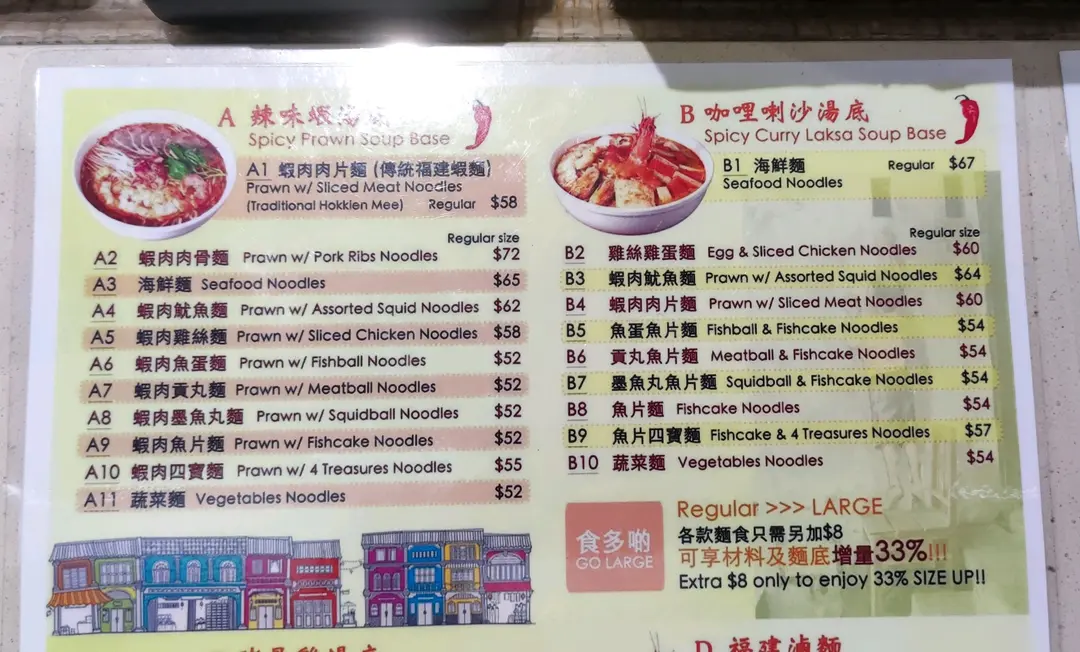 A 辣味蝦湯底
Spicy Prawn Soup Base
A1 蝦肉肉片麵 (傳統福建蝦麵)
Prawn w/ Sliced Meat Noodles
(Traditional Hokkien Mee) Regular $58
Regular size
A2 蝦肉肉骨麵 Prawn w/ Pork Ribs Noodles $72
A3 海鮮麵 Seafood Noodles $65
A4 蝦肉魷魚麵 Prawn w/ Assorted Squid Noodles $62
A5 蝦肉雞絲麵 Prawn w/ Sliced Chicken Noodles $58
A6 蝦肉魚蛋麵 Prawn w/ Fishball Noodles $52
A7 蝦肉貢丸麵 Prawn w/ Meatball Noodles $52
A8 蝦肉墨魚丸麵 Prawn w/ Squidball Noodles $52
A9 蝦肉魚片麵 Prawn w/ Fishcake Noodles $52
A10 蝦肉四寶麵 Prawn w/ 4 Treasures Noodles $55
A11 蔬菜麵 Vegetables Noodles $52
B 咖哩喇沙湯底
Spicy Curry Laksa Soup Base
B1 海鮮麵 Regular $67
Seafood Noodles
Regular size
B2 雞絲雞蛋麵 Egg & Sliced Chicken Noodles $60
B3 蝦肉魷魚麵 Prawn w/ Assorted Squid Noodles $64
B4 蝦肉肉片麵 Prawn w/ Sliced Meat Noodles $60
B5 魚蛋魚片麵 Fishball & Fishcake Noodles $54
B6 貢丸魚片麵 Meatball & Fishcake Noodles $54
B7 墨魚丸魚片麵 Squidball & Fishcake Noodles $54
B8 魚片麵 Fishcake Noodles $54
B9 魚片四寶麵 Fishcake & 4 Treasures Noodles $57
B10 蔬菜麵 Vegetables Noodles $54
食多啲
GO LARGE
Regular >>> LARGE
各款麵食只需另加$8
可享材料及麵底增量33%!!!
Extra $8 only to enjoy 33% SIZE UP!!
D 福建滷麵